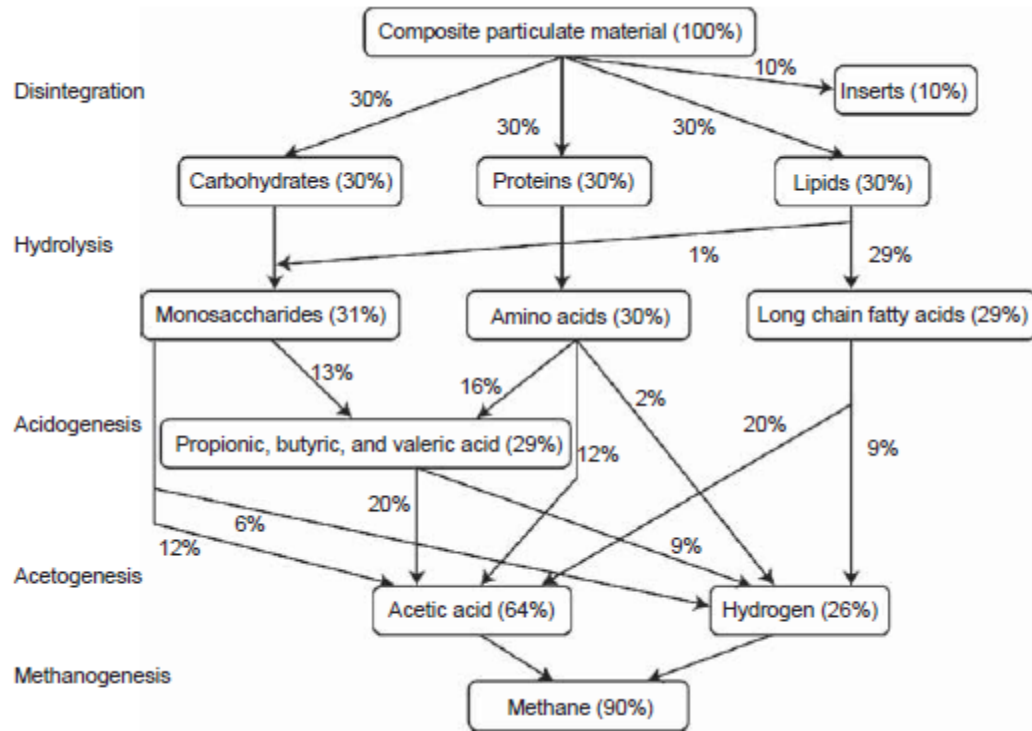 Composite particulate material (100%)
10%
Disintegration
Inserts (10%)
30%
30%
30%
Carbohydrates (30%)
Proteins (30%)
Lipids (30%)
Hydrolysis
1%
29%
Monosaccharides (31%)
Amino acids (30%)
Long chain fatty acids (29%)
13%
16%
2%
Acidogenesis
20%
Propionic, butyric, and valeric acid (29%)
12%
9%
20%
6%
12%
9%
Acetogenesis
Acetic acid (64%)
Hydrogen (26%)
Methanogenesis
Methane (90%)